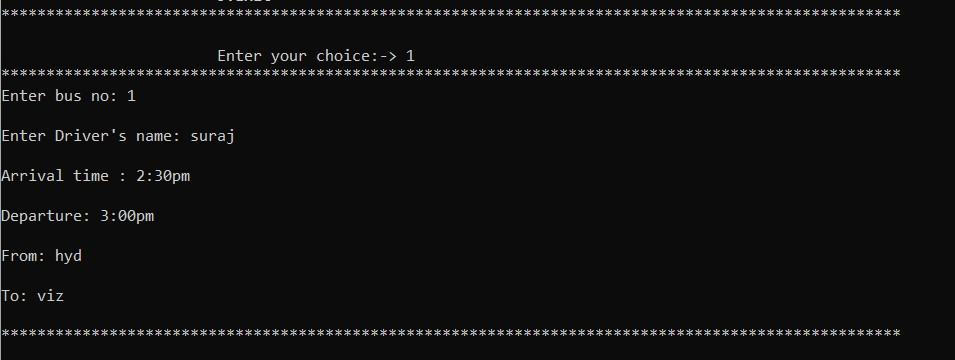 ****************************************************************************************************
Enter your choice:-> 1
****************************************************************************************************
Enter bus no: 1
Enter Driver's name: suraj
Arrival time : 2:30pm
Departure: 3:00pm
From: hyd
To: viz
****************************************************************************************************